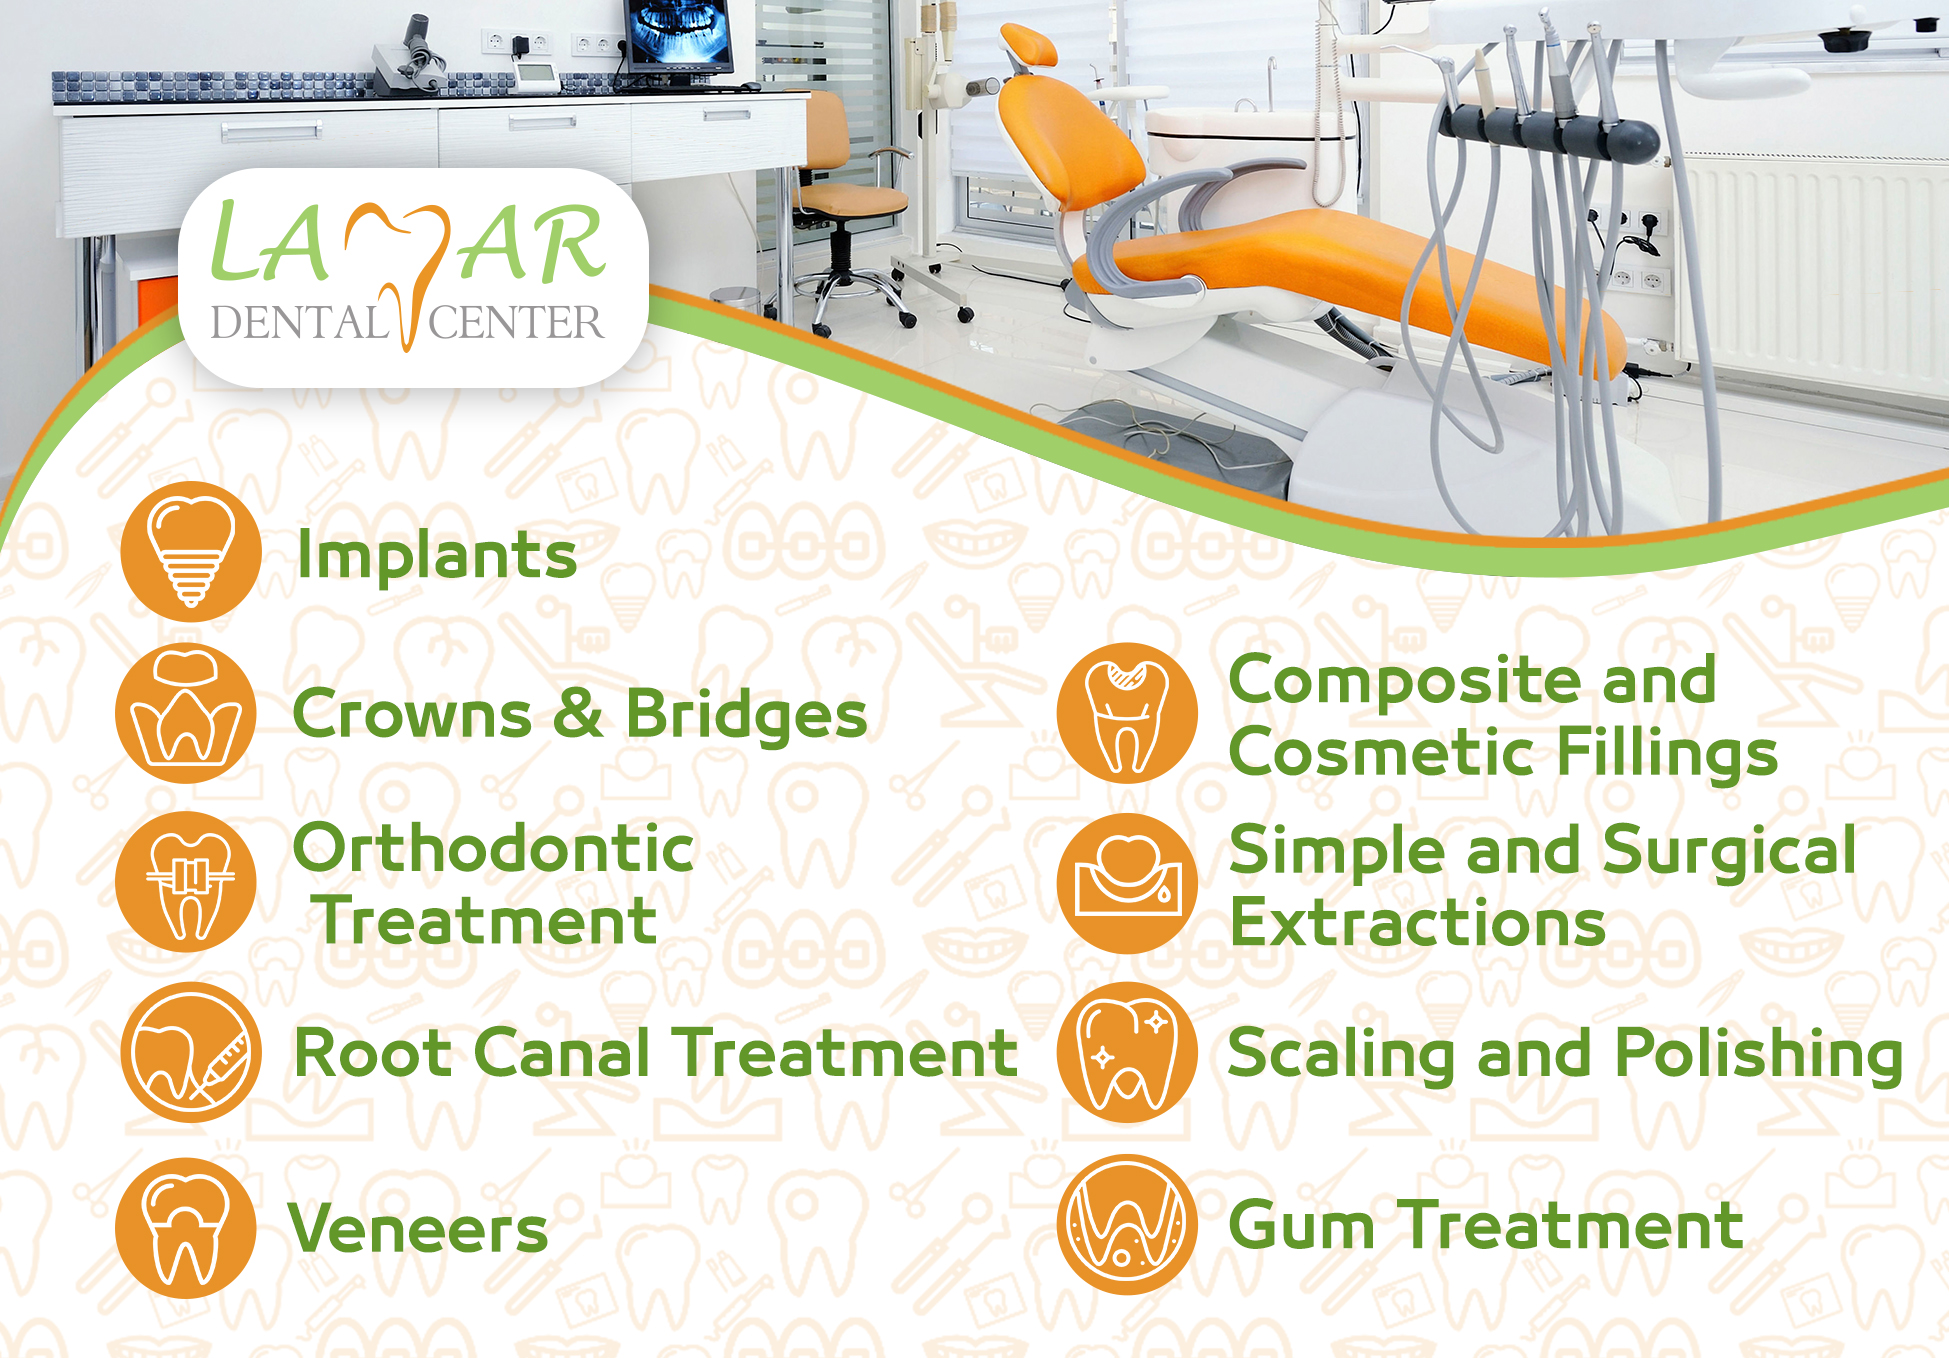 LAMAR
DENTAL CENTER
Implants
Crowns & Bridges
Orthodontic
Treatment
Root Canal Treatment
Veneers
Composite and
Cosmetic Fillings
Simple and Surgical
Extractions
Scaling and Polishing
Gum Treatment